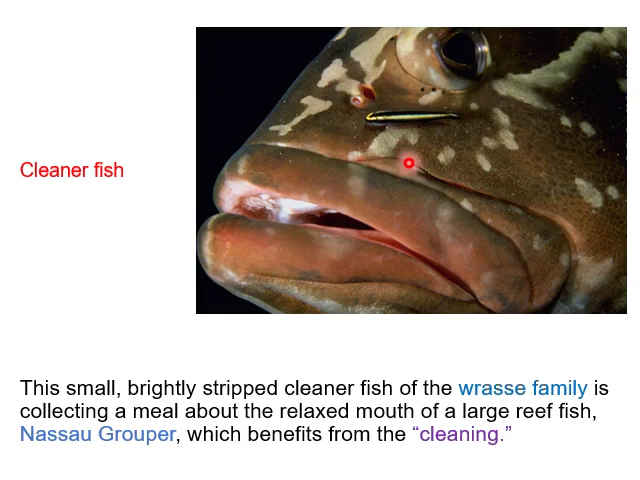 Cleaner fish
This small, brightly stripped cleaner fish of the wrasse family is
collecting a meal about the relaxed mouth of a large reef fish,
Nassau Grouper, which benefits from the “cleaning.”